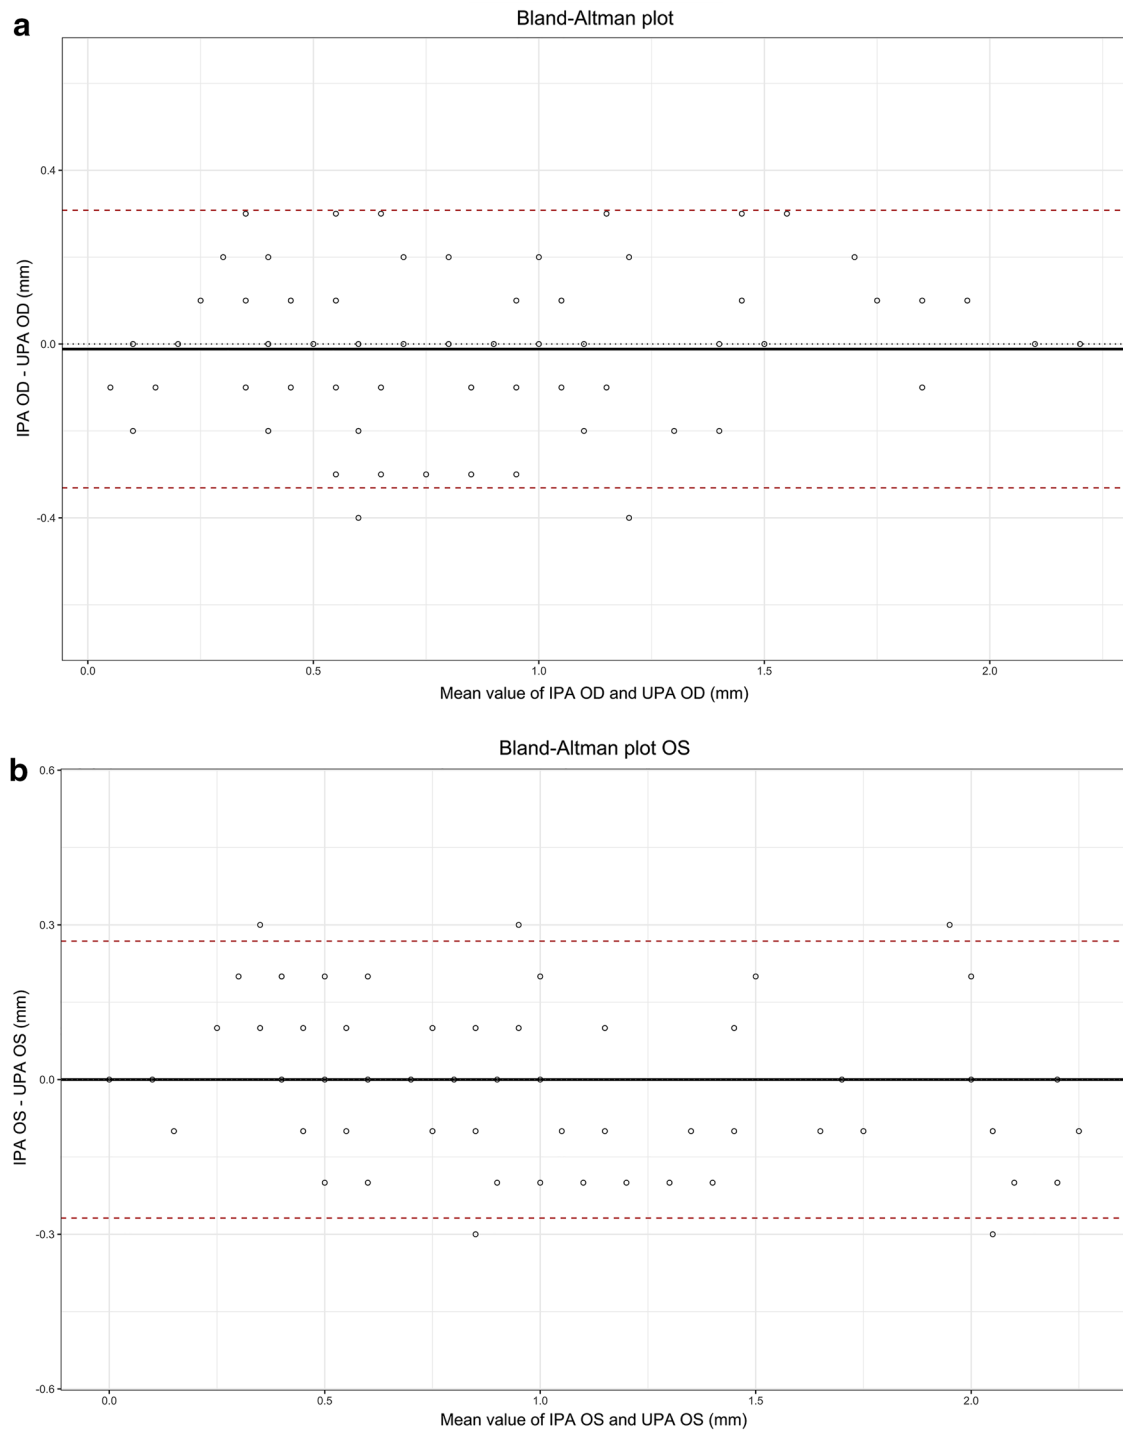 a
Bland-Altman plot
0.4
0.0
-0.4
IPA OD - UPA OD (mm)
0.0 0.5 1.0 1.5 2.0
Mean value of IPA OD and UPA OD (mm)
b
Bland-Altman plot OS
0.6
0.3
0.0
-0.3
-0.6
IPA OS - UPA OS (mm)
0.0 0.5 1.0 1.5 2.0
Mean value of IPA OS and UPA OS (mm)